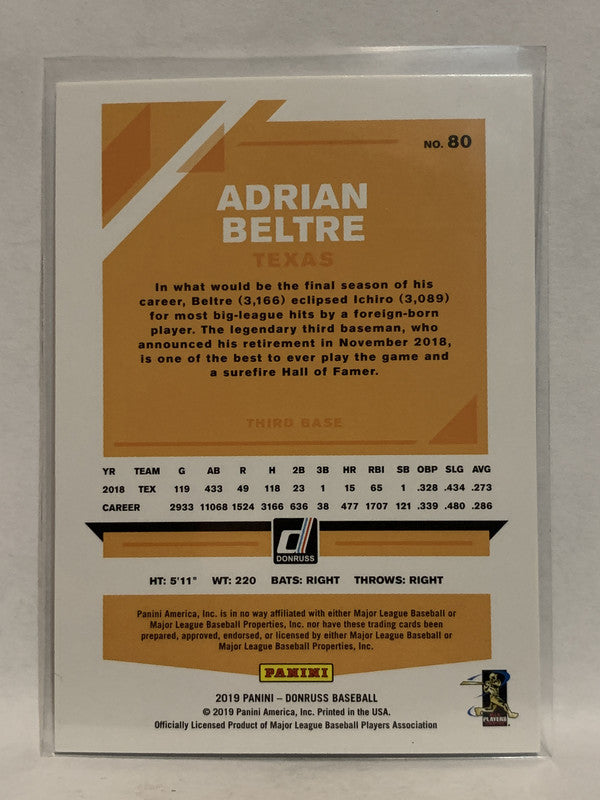 NO. 80
ADRIAN
BELTRE
TEXAS
In what would be the final season of his
career, Beltre (3,166) eclipsed Ichiro (3,089)
for most big-league hits by a foreign-born
player. The legendary third baseman, who
announced his retirement in November 2018,
is one of the best to ever play the game and
a surefire Hall of Famer.
THIRD BASE
YR TEAM G AB R H 2B 3B HR RBI SB OBP SLG AVG
2018 TEX 119 433 49 118 23 1 15 65 1 .328 .434 .273
CAREER 2933 11068 1524 3166 636 38 477 1707 121 .339 .480 .286
d
DONRUSS
HT: 5'11" WT: 220 BATS: RIGHT THROWS: RIGHT
Panini America, Inc. is in no way affiliated with either Major League Baseball or
Major League Baseball Properties, Inc. nor have these trading cards been
prepared, approved, endorsed, or licensed by either Major League Baseball or
Major League Baseball Properties, Inc.
PANINI
2019 PANINI – DONRUSS BASEBALL
© 2019 Panini America, Inc. Printed in the USA.
Officially Licensed Product of Major League Baseball Players Association
PLAYERS